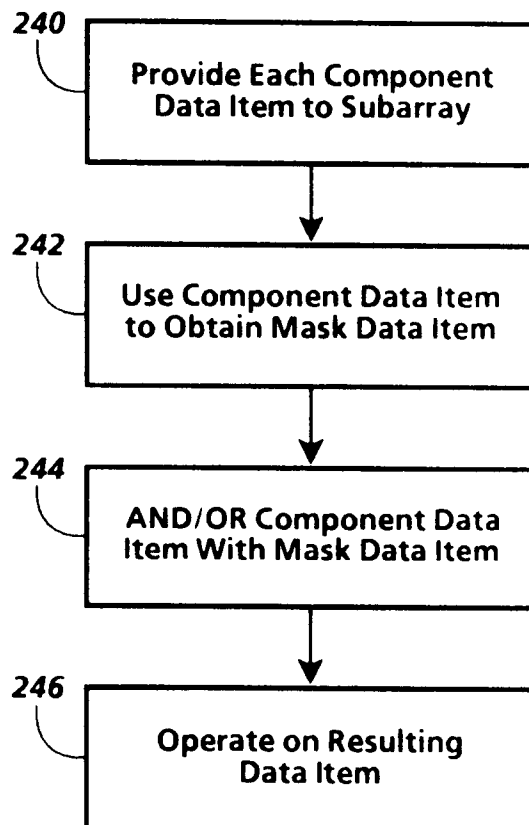 240
Provide Each Component
Data Item to Subarray
242
Use Component Data Item
to Obtain Mask Data Item
244
AND/OR Component Data
Item With Mask Data Item
246
Operate on Resulting
Data Item